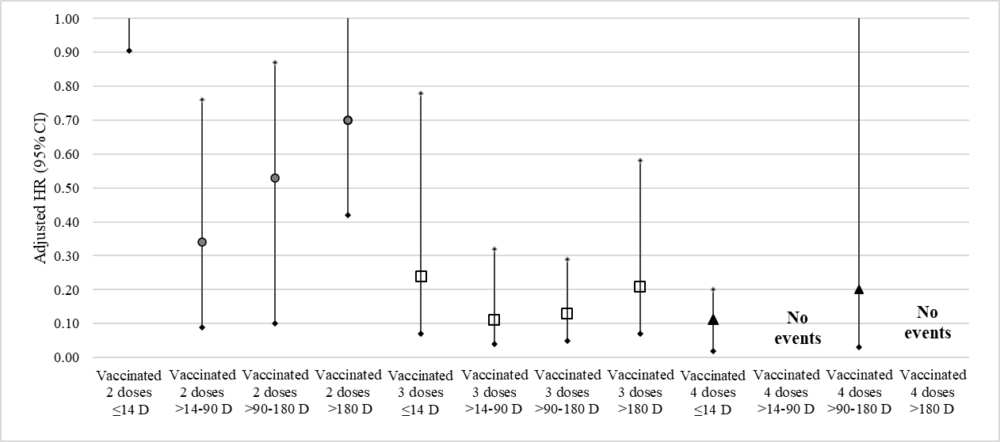 1.00
0.90
0.80
0.70
0.60
0.50
0.40
0.30
0.20
0.10
0.00
Adjusted HR (95% CI)
No
events
No
events
Vaccinated
2 doses
≤14 D
Vaccinated
2 doses
>14-90 D
Vaccinated
2 doses
>90-180 D
Vaccinated
2 doses
>180 D
Vaccinated
3 doses
≤14 D
Vaccinated
3 doses
>14-90 D
Vaccinated
3 doses
>90-180 D
Vaccinated
3 doses
>180 D
Vaccinated
4 doses
≤14 D
Vaccinated
4 doses
>14-90 D
Vaccinated
4 doses
>90-180 D
Vaccinated
4 doses
>180 D